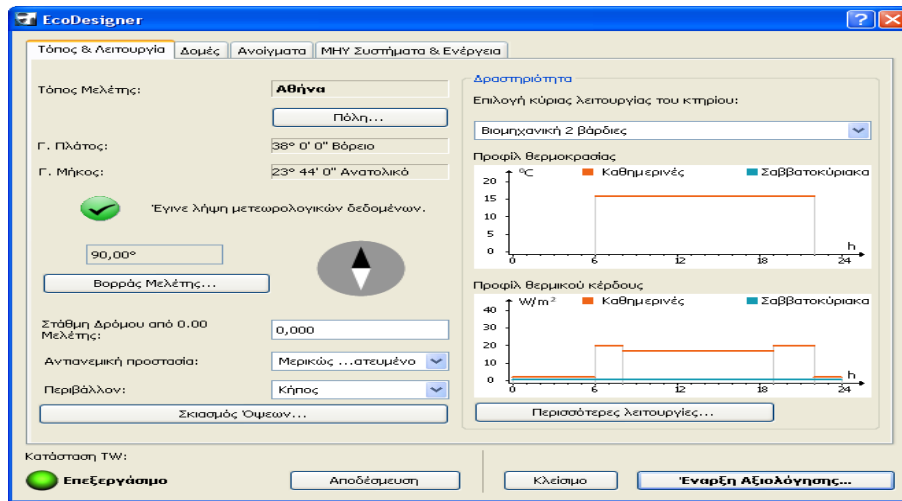 EcoDesigner
Τόπος & Λειτουργία Δομές Ανοίγματα ΜΗΥ Συστήματα & Ενέργεια
Τόπος Μελέτης: Αθήνα
Πόλη...
Γ. Πλάτος: 38° 0' 0" Βόρειο
Γ. Μήκος: 23° 44' 0" Ανατολικό
Έγινε λήψη μετεωρολογικών δεδομένων.
90,00°
Βορράς Μελέτης...
Στάθμη Δρόμου από 0.00
Μελέτης: 0,000
Αντιανεμική προστασία: Μερικώς ...ατευμένο
Περιβάλλον: Κήπος
Σκιασμός Όψεων...
Δραστηριότητα
Επιλογή κύριας λειτουργίας του κτηρίου:
Βιομηχανική 2 βάρδιες
Προφίλ θερμοκρασίας
°C Καθημερινές Σαββατοκύριακα
20
15
10
5
0
h
0 6 12 18 24
Προφίλ θερμικού κέρδους
W/m² Καθημερινές Σαββατοκύριακα
40
30
20
10
0
h
0 6 12 18 24
Περισσότερες λειτουργίες...
Κατάσταση TW:
Επεξεργάσιμο Αποδέσμευση Κλείσιμο Έναρξη Αξιολόγησης...